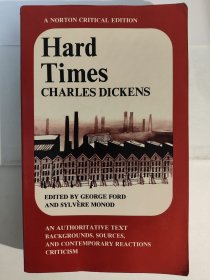 A NORTON CRITICAL EDITION
Hard
Times
CHARLES DICKENS
EDITED BY GEORGE FORD
AND SYLVÈRE MONOD
AN AUTHORITATIVE TEXT
BACKGROUNDS, SOURCES,
AND CONTEMPORARY REACTIONS
CRITICISM